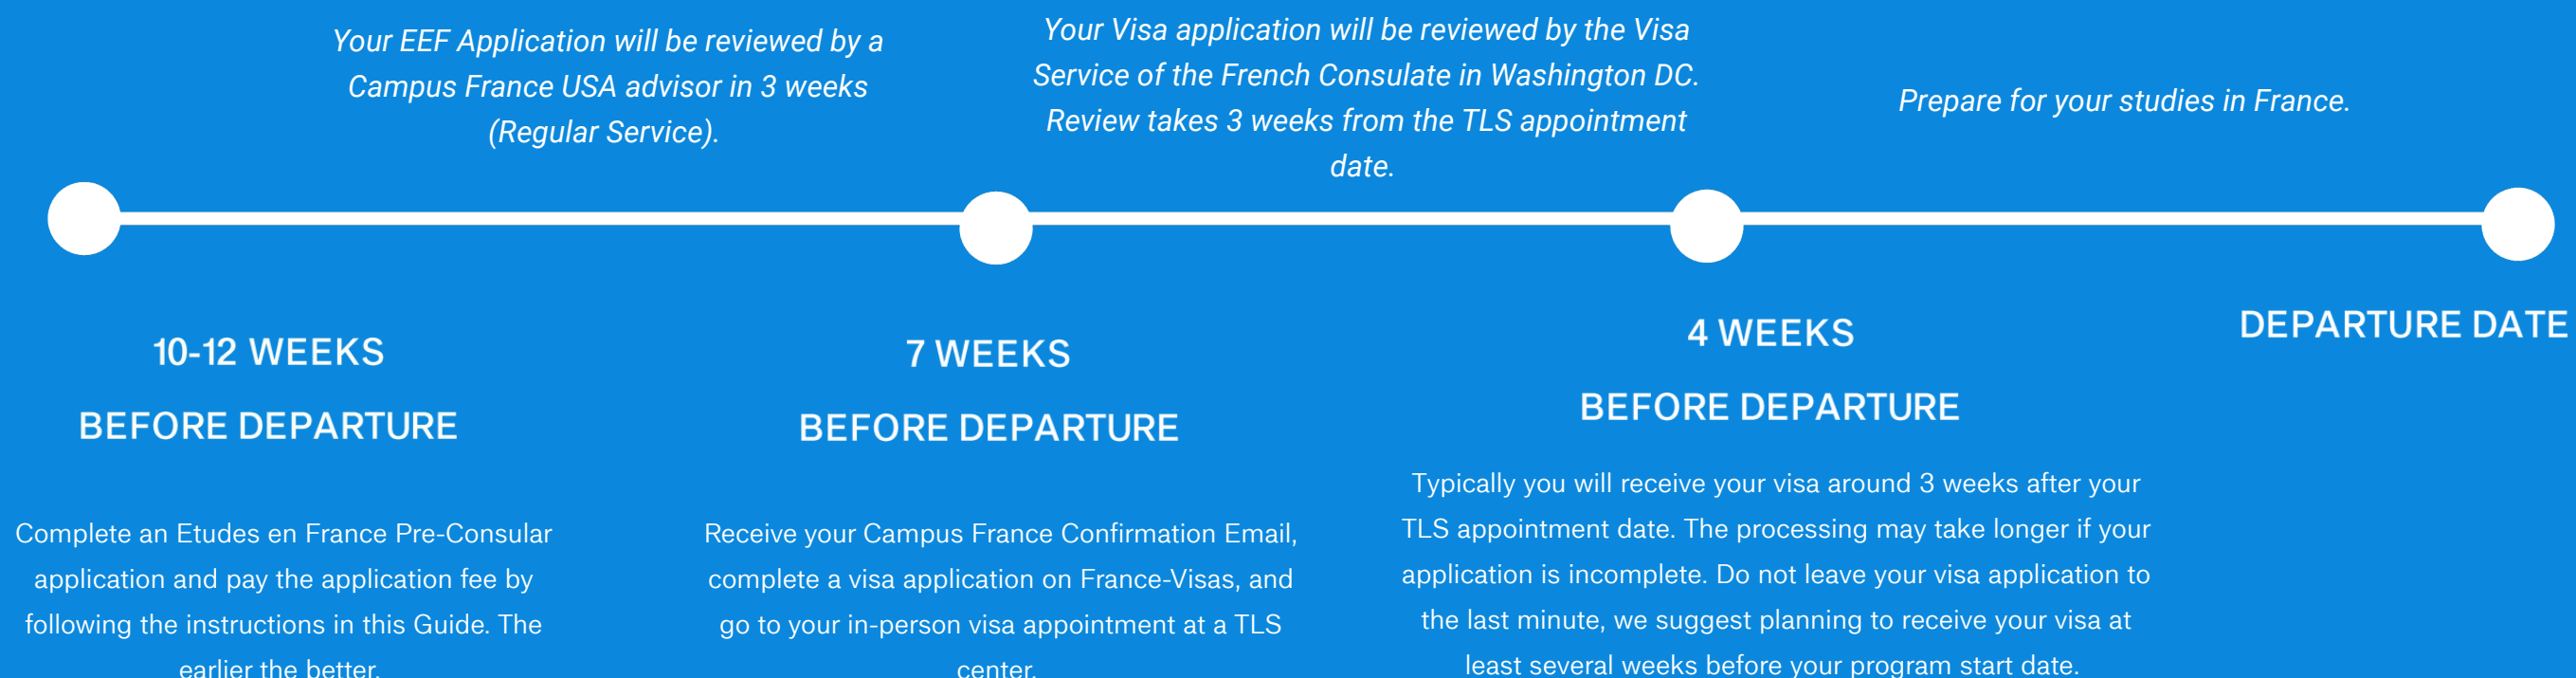 Your EEF Application will be reviewed by a
Campus France USA advisor in 3 weeks
(Regular Service).
Your Visa application will be reviewed by the Visa
Service of the French Consulate in Washington DC.
Review takes 3 weeks from the TLS appointment
date.
Prepare for your studies in France.
10-12 WEEKS
BEFORE DEPARTURE
Complete an Etudes en France Pre-Consular
application and pay the application fee by
following the instructions in this Guide. The
earlier the better.
7 WEEKS
BEFORE DEPARTURE
Receive your Campus France Confirmation Email,
complete a visa application on France-Visas, and
go to your in-person visa appointment at a TLS
center.
4 WEEKS
BEFORE DEPARTURE
Typically you will receive your visa around 3 weeks after your
TLS appointment date. The processing may take longer if your
application is incomplete. Do not leave your visa application to
the last minute, we suggest planning to receive your visa at
least several weeks before your program start date.
DEPARTURE DATE